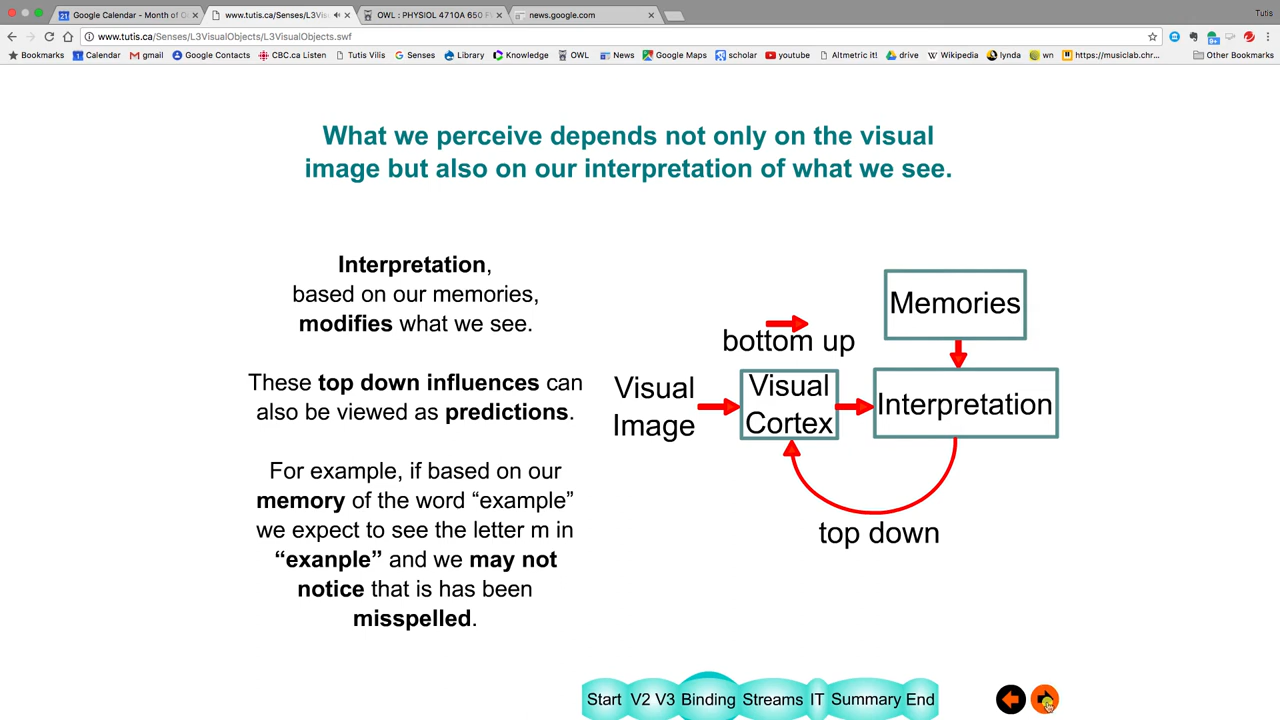 Google Calendar - Month of O
www.tutis.ca/Senses/L3Visu
OWL : PHYSIOL 4710A 650 F
news.google.com
Tutis
www.tutis.ca/Senses/L3VisualObjects/L3VisualObjects.swf
Bookmarks Calendar gmail Google Contacts CBC.ca Listen Tutis Vilis Senses Library Knowledge OWL News Google Maps scholar youtube Altmetric it! drive Wikipedia lynda wn https://musiclab.chr... Other Bookmarks
What we perceive depends not only on the visual
image but also on our interpretation of what we see.
Interpretation,
based on our memories,
modifies what we see.
These top down influences can
also be viewed as predictions.
For example, if based on our
memory of the word “example”
we expect to see the letter m in
“exanple” and we may not
notice that is has been
misspelled.
Memories
bottom up
Visual
Image
Visual
Cortex
Interpretation
top down
Start V2 V3 Binding Streams IT Summary End